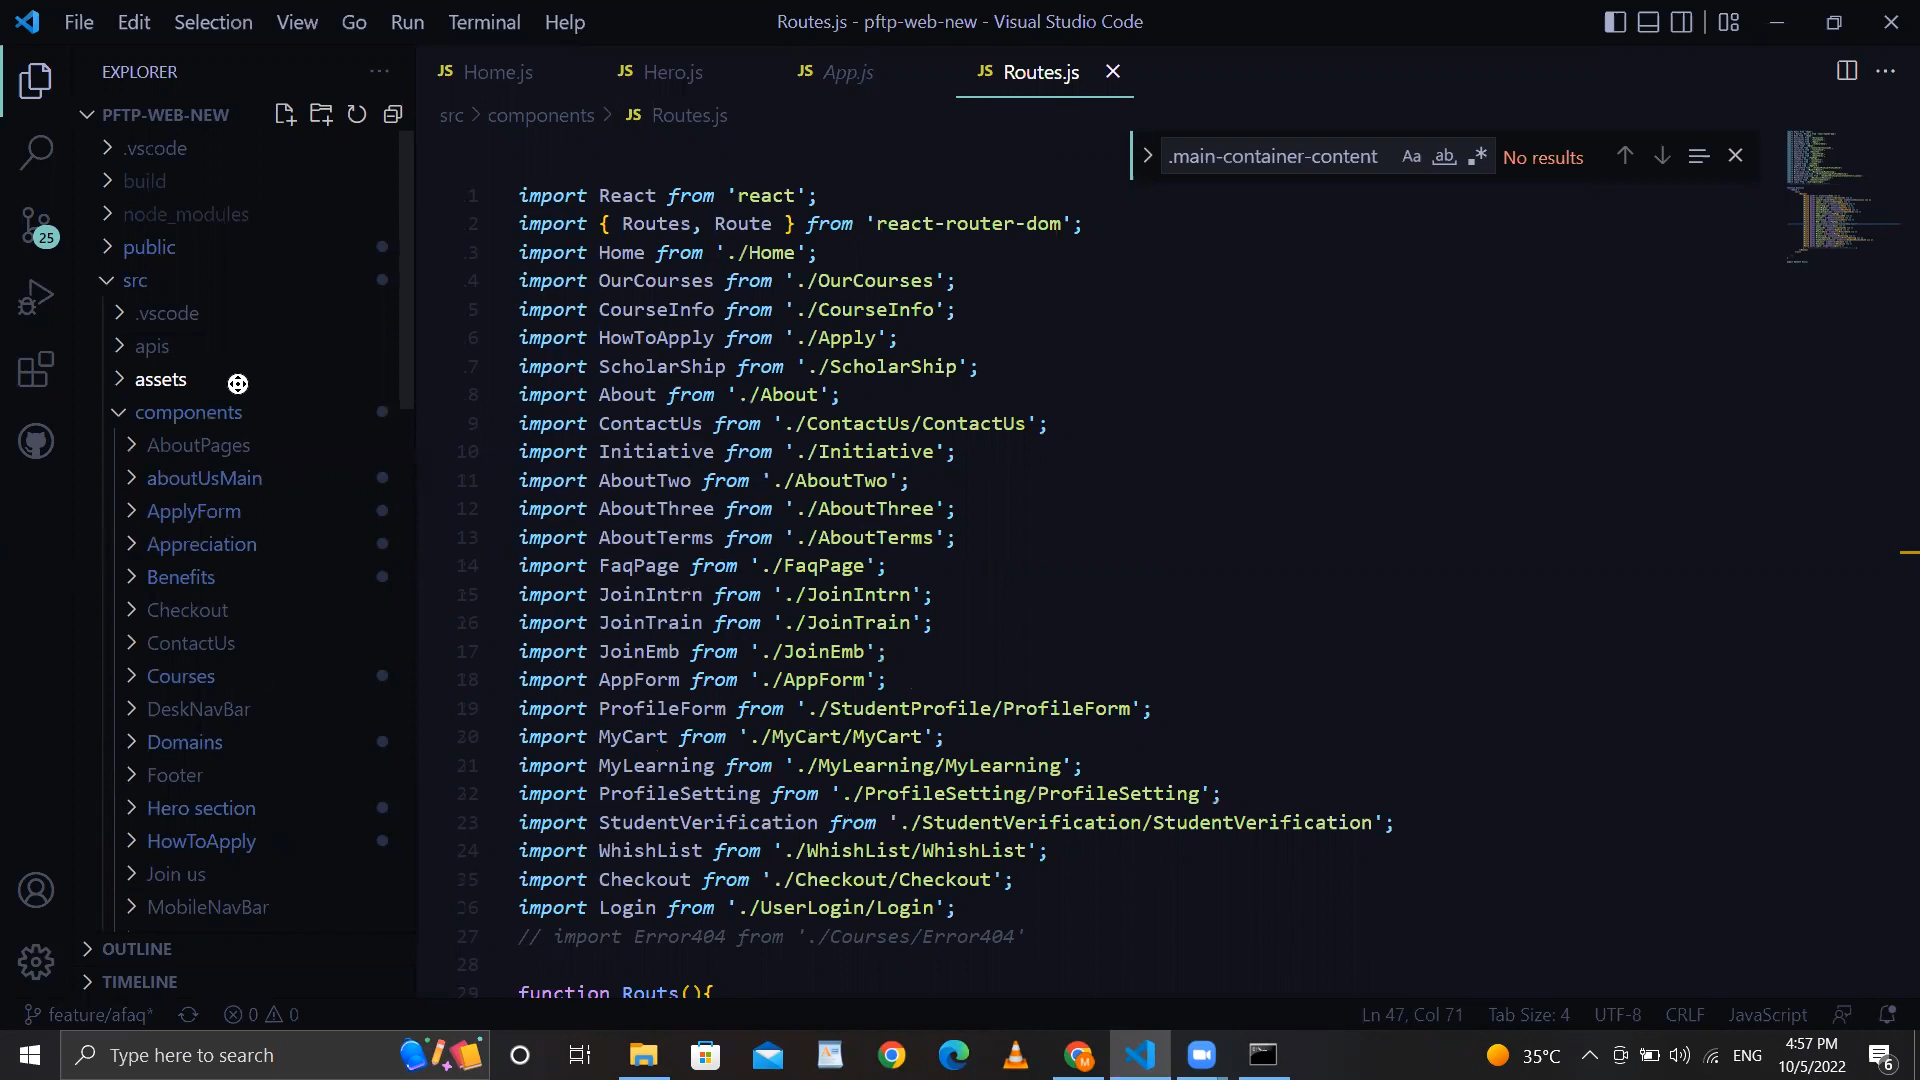 File Edit Selection View Go Run Terminal Help
Routes.js - pftp-web-new - Visual Studio Code
EXPLORER
JS Home.js
JS Hero.js
JS App.js
JS Routes.js
PFTP-WEB-NEW
src > components > JS Routes.js
.vscode
build
node_modules
public
src
.vscode
apis
assets
components
AboutPages
aboutUsMain
ApplyForm
Appreciation
Benefits
Checkout
ContactUs
Courses
DeskNavBar
Domains
Footer
Hero section
HowToApply
Join us
MobileNavBar
OUTLINE
TIMELINE
25
.main-container-content Aa ab .* No results
1 import React from 'react';
2 import { Routes, Route } from 'react-router-dom';
3 import Home from './Home';
4 import OurCourses from './OurCourses';
5 import CourseInfo from './CourseInfo';
6 import HowToApply from './Apply';
7 import ScholarShip from './ScholarShip';
8 import About from './About';
9 import ContactUs from './ContactUs/ContactUs';
10 import Initiative from './Initiative';
11 import AboutTwo from './AboutTwo';
12 import AboutThree from './AboutThree';
13 import AboutTerms from './AboutTerms';
14 import FaqPage from './FaqPage';
15 import JoinIntrn from './JoinIntrn';
16 import JoinTrain from './JoinTrain';
17 import JoinEmb from './JoinEmb';
18 import AppForm from './AppForm';
19 import ProfileForm from './StudentProfile/ProfileForm';
20 import MyCart from './MyCart/MyCart';
21 import MyLearning from './MyLearning/MyLearning';
22 import ProfileSetting from './ProfileSetting/ProfileSetting';
23 import StudentVerification from './StudentVerification/StudentVerification';
24 import WhishList from './WhishList/WhishList';
25 import Checkout from './Checkout/Checkout';
26 import Login from './UserLogin/Login';
27 // import Error404 from './Courses/Error404'
28
29 function Routs(){
feature/afaq* 0 0
Ln 47, Col 71 Tab Size: 4 UTF-8 CRLF JavaScript
Type here to search
35°C ENG
4:57 PM
10/5/2022
6